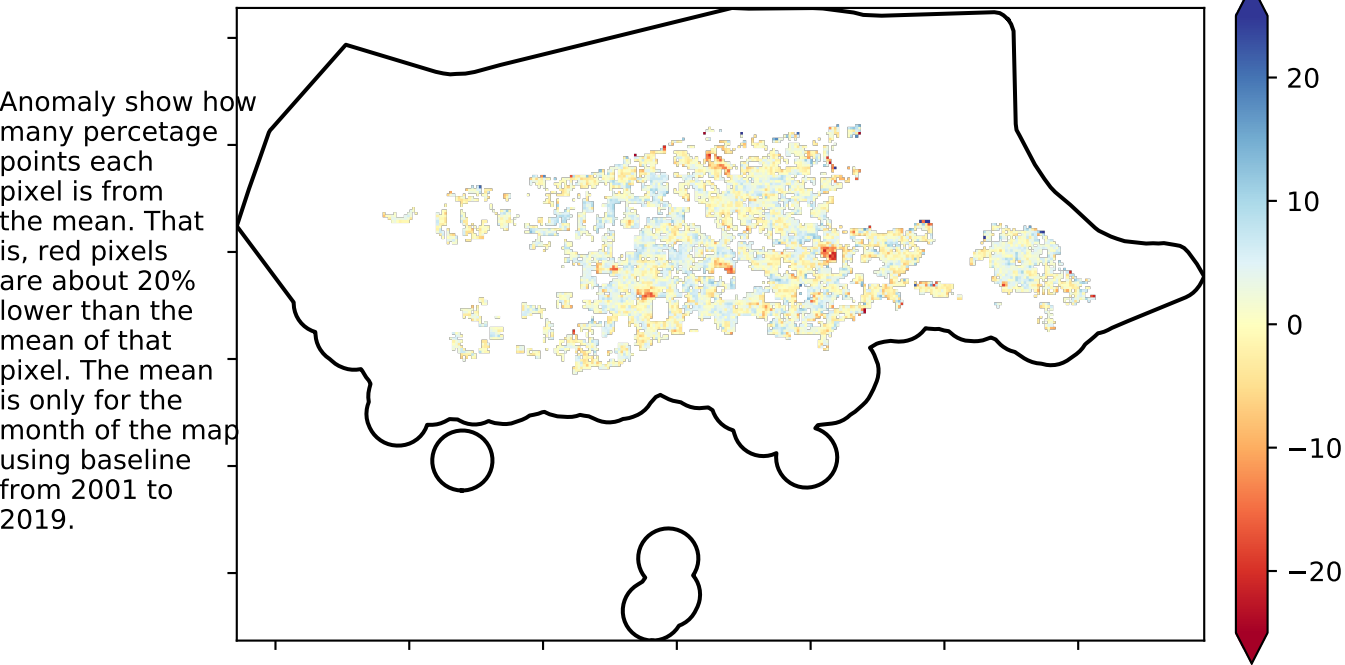 Anomaly show how
many percetage
points each
pixel is from
the mean. That
is, red pixels
are about 20%
lower than the
mean of that
pixel. The mean
is only for the
month of the map
using baseline
from 2001 to
2019.
20
10
0
−10
−20